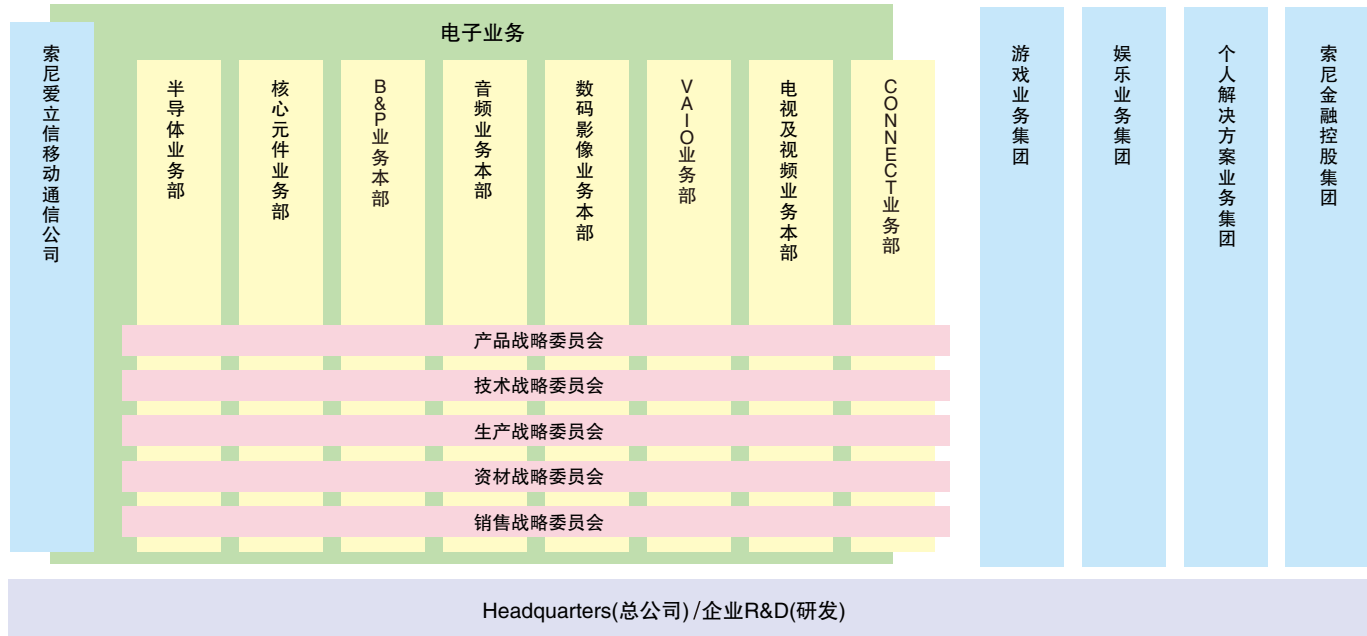 电子业务
索尼爱立信移动通信公司
半导体业务部
核心元件业务部
B&P业务本部
音频业务本部
数码影像业务本部
VAIO业务部
电视及视频业务本部
CONNECT业务部
游戏业务集团
娱乐业务集团
个人解决方案业务集团
索尼金融控股集团
产品战略委员会
技术战略委员会
生产战略委员会
资材战略委员会
销售战略委员会
Headquarters(总公司)/企业R&D(研发)